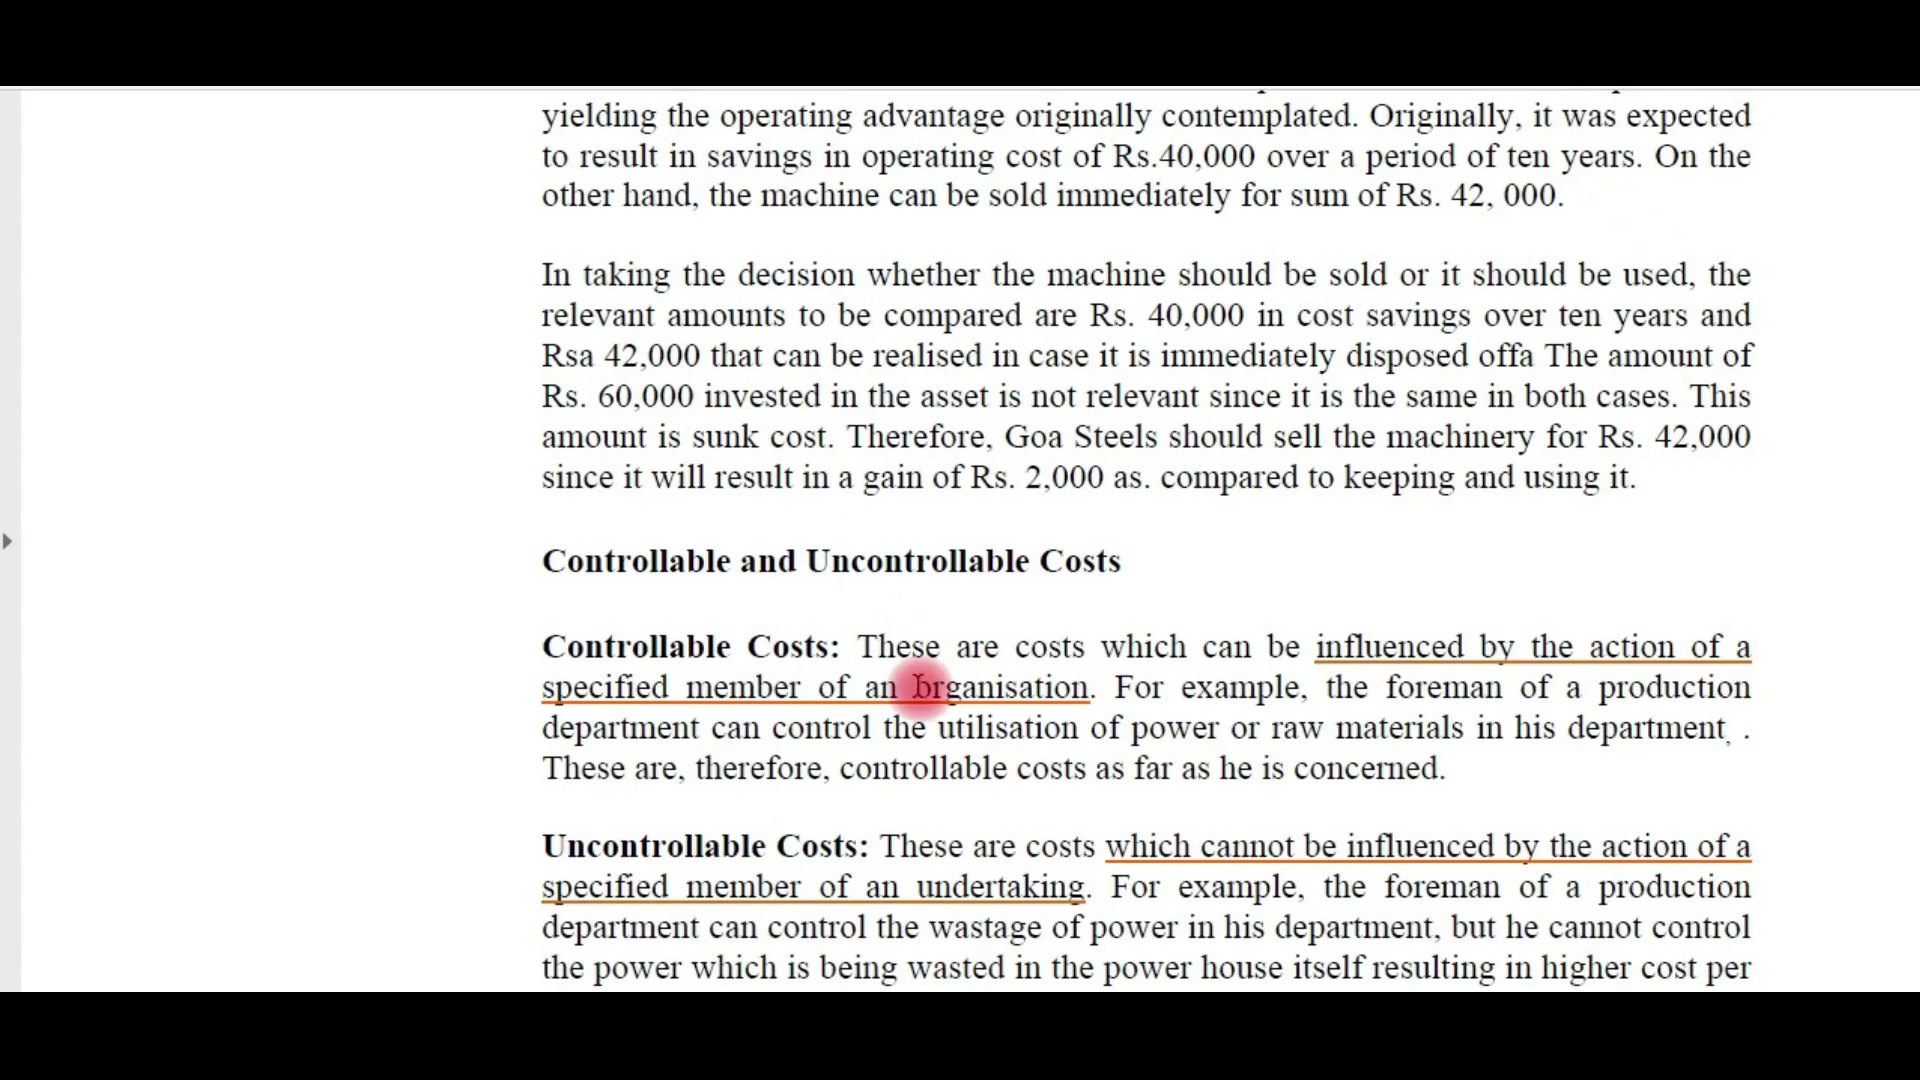 yielding the operating advantage originally contemplated. Originally, it was expected
to result in savings in operating cost of Rs.40,000 over a period of ten years. On the
other hand, the machine can be sold immediately for sum of Rs. 42, 000.
In taking the decision whether the machine should be sold or it should be used, the
relevant amounts to be compared are Rs. 40,000 in cost savings over ten years and
Rsa 42,000 that can be realised in case it is immediately disposed offa The amount of
Rs. 60,000 invested in the asset is not relevant since it is the same in both cases. This
amount is sunk cost. Therefore, Goa Steels should sell the machinery for Rs. 42,000
since it will result in a gain of Rs. 2,000 as. compared to keeping and using it.
Controllable and Uncontrollable Costs
Controllable Costs: These are costs which can be influenced by the action of a
specified member of an organisation. For example, the foreman of a production
department can control the utilisation of power or raw materials in his department, .
These are, therefore, controllable costs as far as he is concerned.
Uncontrollable Costs: These are costs which cannot be influenced by the action of a
specified member of an undertaking. For example, the foreman of a production
department can control the wastage of power in his department, but he cannot control
the power which is being wasted in the power house itself resulting in higher cost per